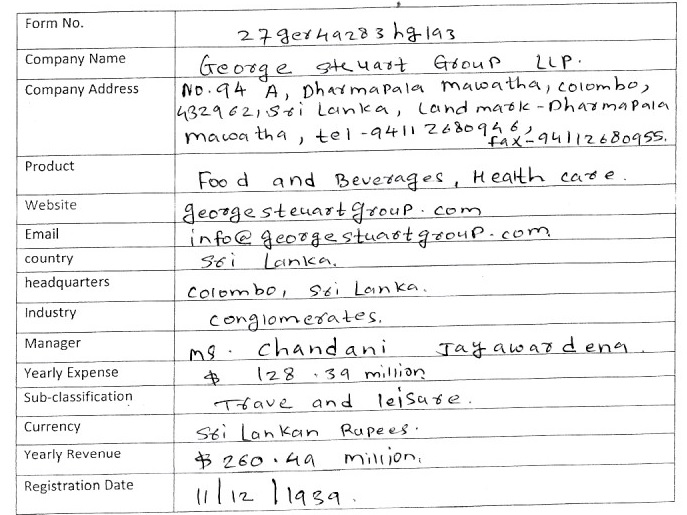 Form No. 27ger49283hg193
Company Name George Steuart Group LLP.
Company Address No. 94 A, Dharmapala mawatha, colombo,
432962, Sri Lanka, Land mark - Dharmapala
mawatha, tel - 94112680946,
fax - 94112680955.
Product Food and Beverages, Health care.
Website georgesteuartgroup.com
Email info@georgestuartgroup.com
country Sri Lanka.
headquarters colombo, Sri Lanka.
Industry conglomerates.
Manager ms. Chandani Jayawardena.
Yearly Expense $ 128.39 million
Sub-classification Trave and leisure.
Currency Sri Lankan Rupees.
Yearly Revenue $ 260.49 million.
Registration Date 11/12/1939.